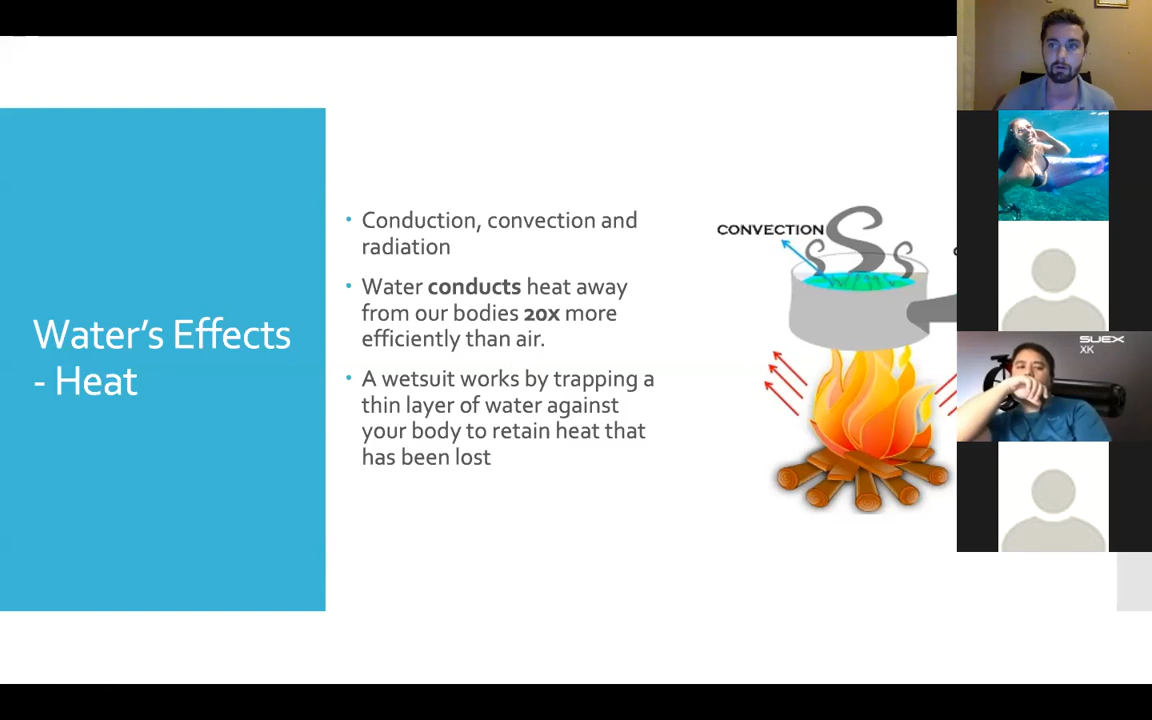 Water's Effects
- Heat
• Conduction, convection and
radiation
• Water conducts heat away
from our bodies 20x more
efficiently than air.
• A wetsuit works by trapping a
thin layer of water against
your body to retain heat that
has been lost
CONVECTION
SUEX
XK